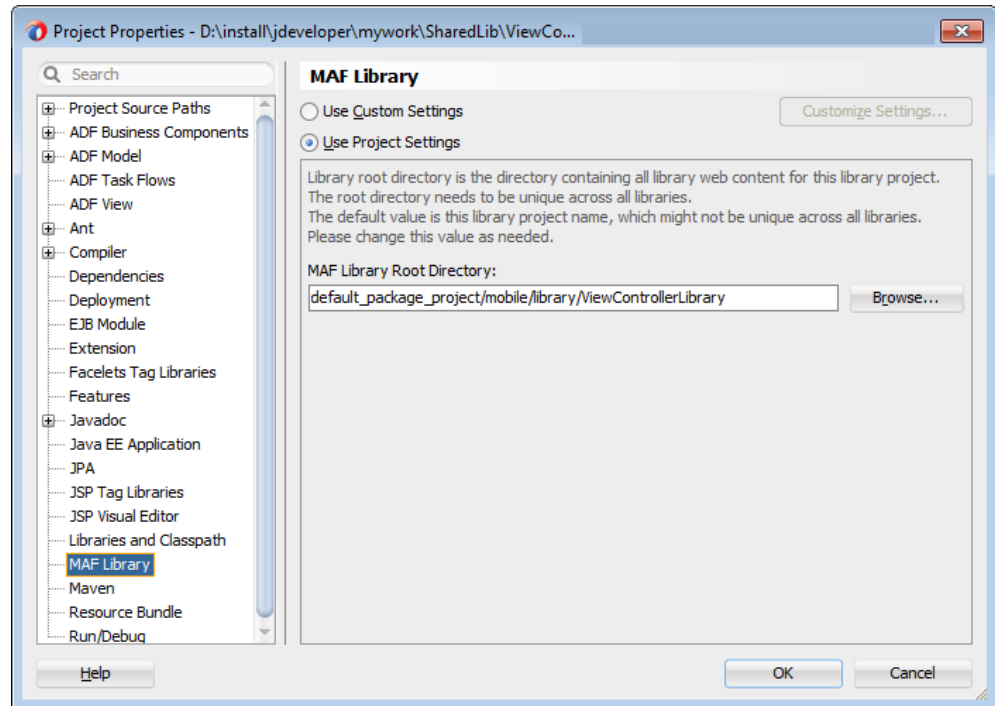 Project Properties - D:\install\jdeveloper\mywork\SharedLib\ViewCo...
Search
Project Source Paths
ADF Business Components
ADF Model
ADF Task Flows
ADF View
Ant
Compiler
Dependencies
Deployment
EJB Module
Extension
Facelets Tag Libraries
Features
Javadoc
Java EE Application
JPA
JSP Tag Libraries
JSP Visual Editor
Libraries and Classpath
MAF Library
Maven
Resource Bundle
Run/Debug
MAF Library
Use Custom Settings
Customize Settings...
Use Project Settings
Library root directory is the directory containing all library web content for this library project.
The root directory needs to be unique across all libraries.
The default value is this library project name, which might not be unique across all libraries.
Please change this value as needed.
MAF Library Root Directory:
default_package_project/mobile/library/ViewControllerLibrary
Browse...
Help
OK
Cancel